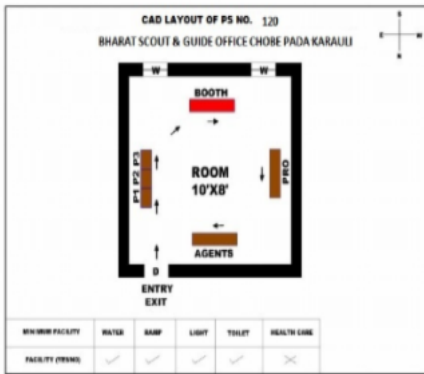 CAD LAYOUT OF PS NO. 120
BHARAT SCOUT & GUIDE OFFICE CHOBE PADA KARAULI
S
E W
N
W W
BOOTH
P1 P2 P3
ROOM
10'X8'
PRO
AGENTS
D
ENTRY
EXIT
MINIMUM FACILITY WATER RAMP LIGHT TOILET HEALTH CARE
FACILITY (YES/NO)